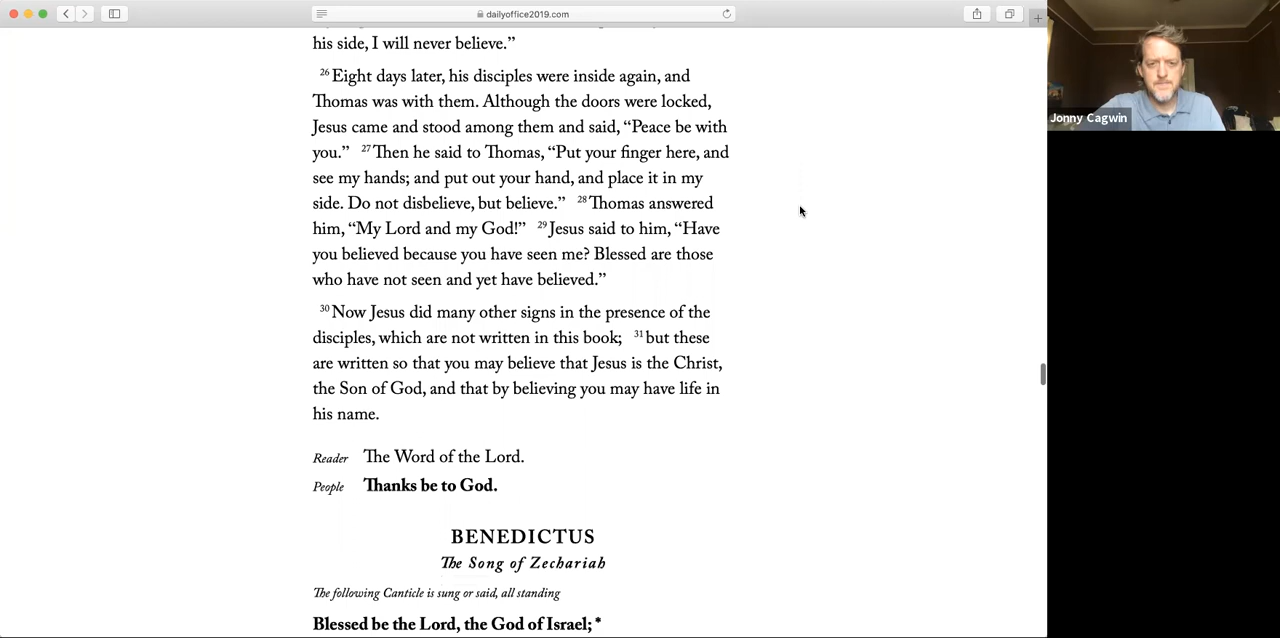 dailyoffice2019.com
his side, I will never believe.”
26 Eight days later, his disciples were inside again, and
Thomas was with them. Although the doors were locked,
Jesus came and stood among them and said, “Peace be with
you.” 27 Then he said to Thomas, “Put your finger here, and
see my hands; and put out your hand, and place it in my
side. Do not disbelieve, but believe.” 28 Thomas answered
him, “My Lord and my God!” 29 Jesus said to him, “Have
you believed because you have seen me? Blessed are those
who have not seen and yet have believed.”
30 Now Jesus did many other signs in the presence of the
disciples, which are not written in this book; 31 but these
are written so that you may believe that Jesus is the Christ,
the Son of God, and that by believing you may have life in
his name.
Reader The Word of the Lord.
People Thanks be to God.
BENEDICTUS
The Song of Zechariah
The following Canticle is sung or said, all standing
Blessed be the Lord, the God of Israel; *
Jonny Cagwin